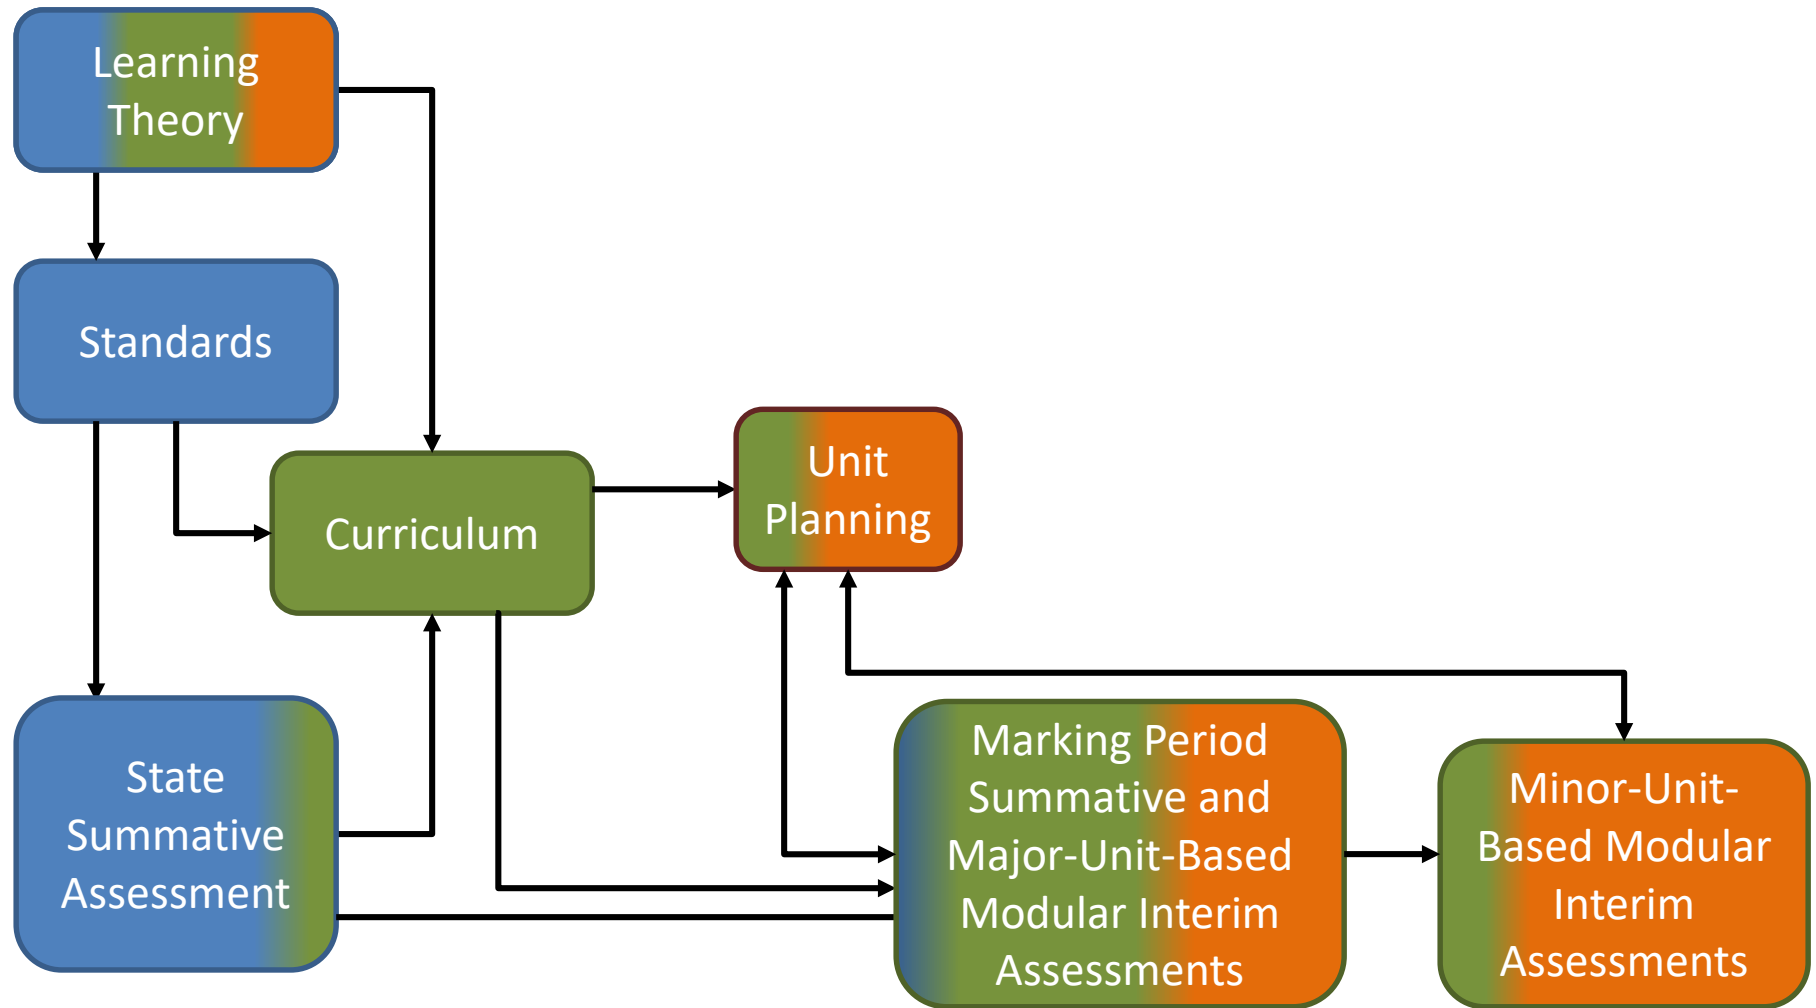 Learning
Theory
Standards
Curriculum
Unit
Planning
State
Summative
Assessment
Marking Period
Summative and
Major-Unit-Based
Modular Interim
Assessments
Minor-Unit-
Based Modular
Interim
Assessments